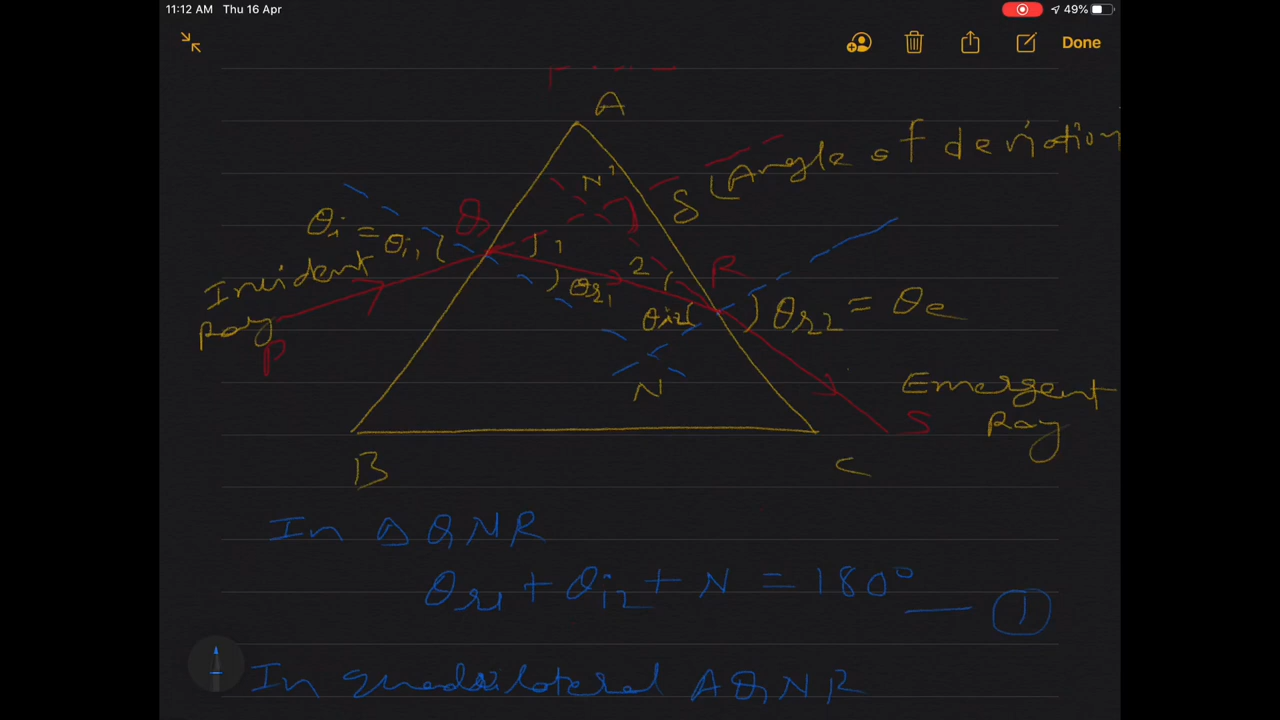 11:12 AM Thu 16 Apr
49%
Done
A
N'
δ (Angle of deviation
θi = θi1 (
Q
Incident
Ray
P
1
2
R
) θr1
θi2 (
) θr2 = θe
N
Emergent
Ray
S
B
C
In Δ QNR
θr1 + θi2 + N = 180° — ①
In quadrilateral AQNR